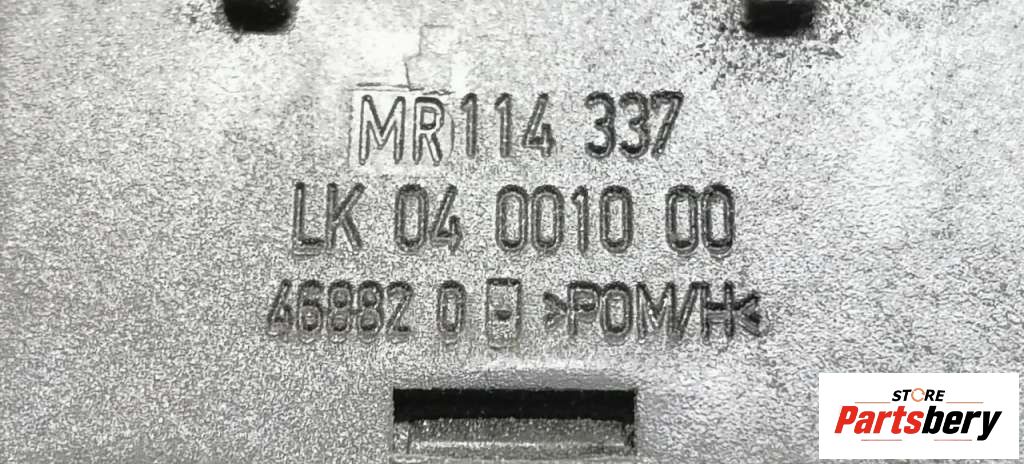 MR114 337
LK 04 0010 00
46882 0 >POM/H<
STORE
Partsbery